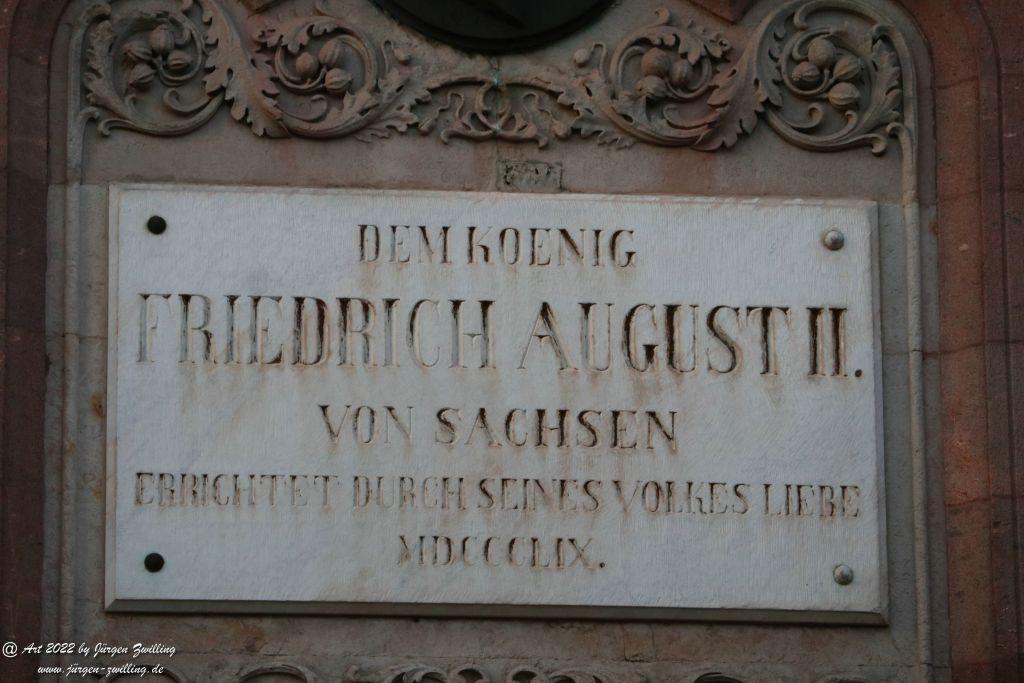 DEM KOENIG
FRIEDRICH AUGUST II.
VON SACHSEN
ERRICHTET DURCH SEINES VOLKES LIEBE
MDCCCCLIX.
@ Art 2022 by Jürgen Zwilling
www.jürgen-zwilling.de